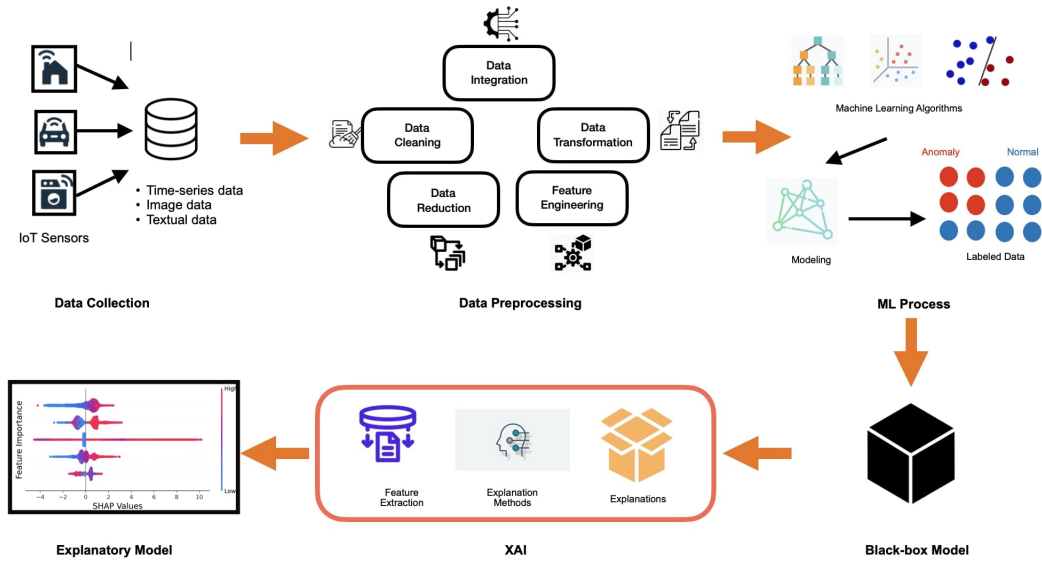 IoT Sensors
• Time-series data
• Image data
• Textual data
Data Collection
Data
Integration
Data
Cleaning
Data
Transformation
Data
Reduction
Feature
Engineering
Data Preprocessing
Machine Learning Algorithms
Anomaly
Normal
Modeling
Labeled Data
ML Process
Feature Importance
High
Low
−4 −2 0 2 4 6 8 10
SHAP Values
Explanatory Model
Feature
Extraction
Explanation
Methods
Explanations
XAI
Black-box Model